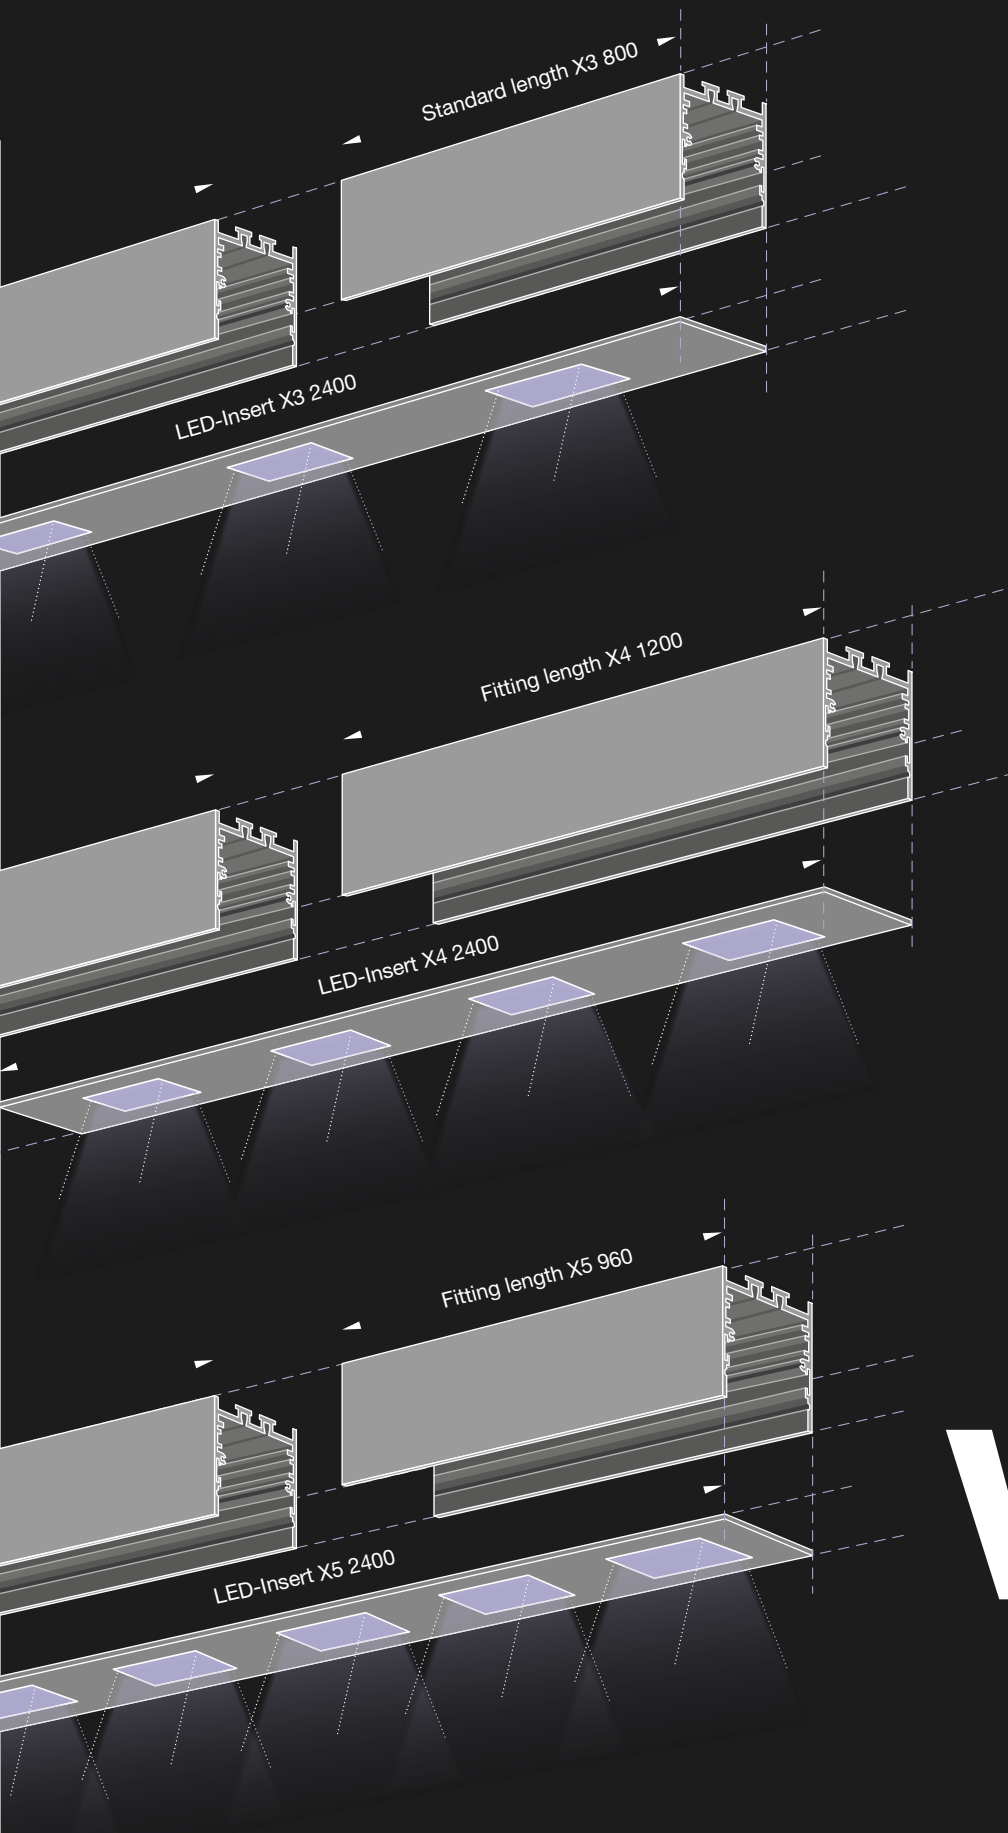 Standard length X3 800
LED-Insert X3 2400
Fitting length X4 1200
LED-Insert X4 2400
Fitting length X5 960
LED-Insert X5 2400